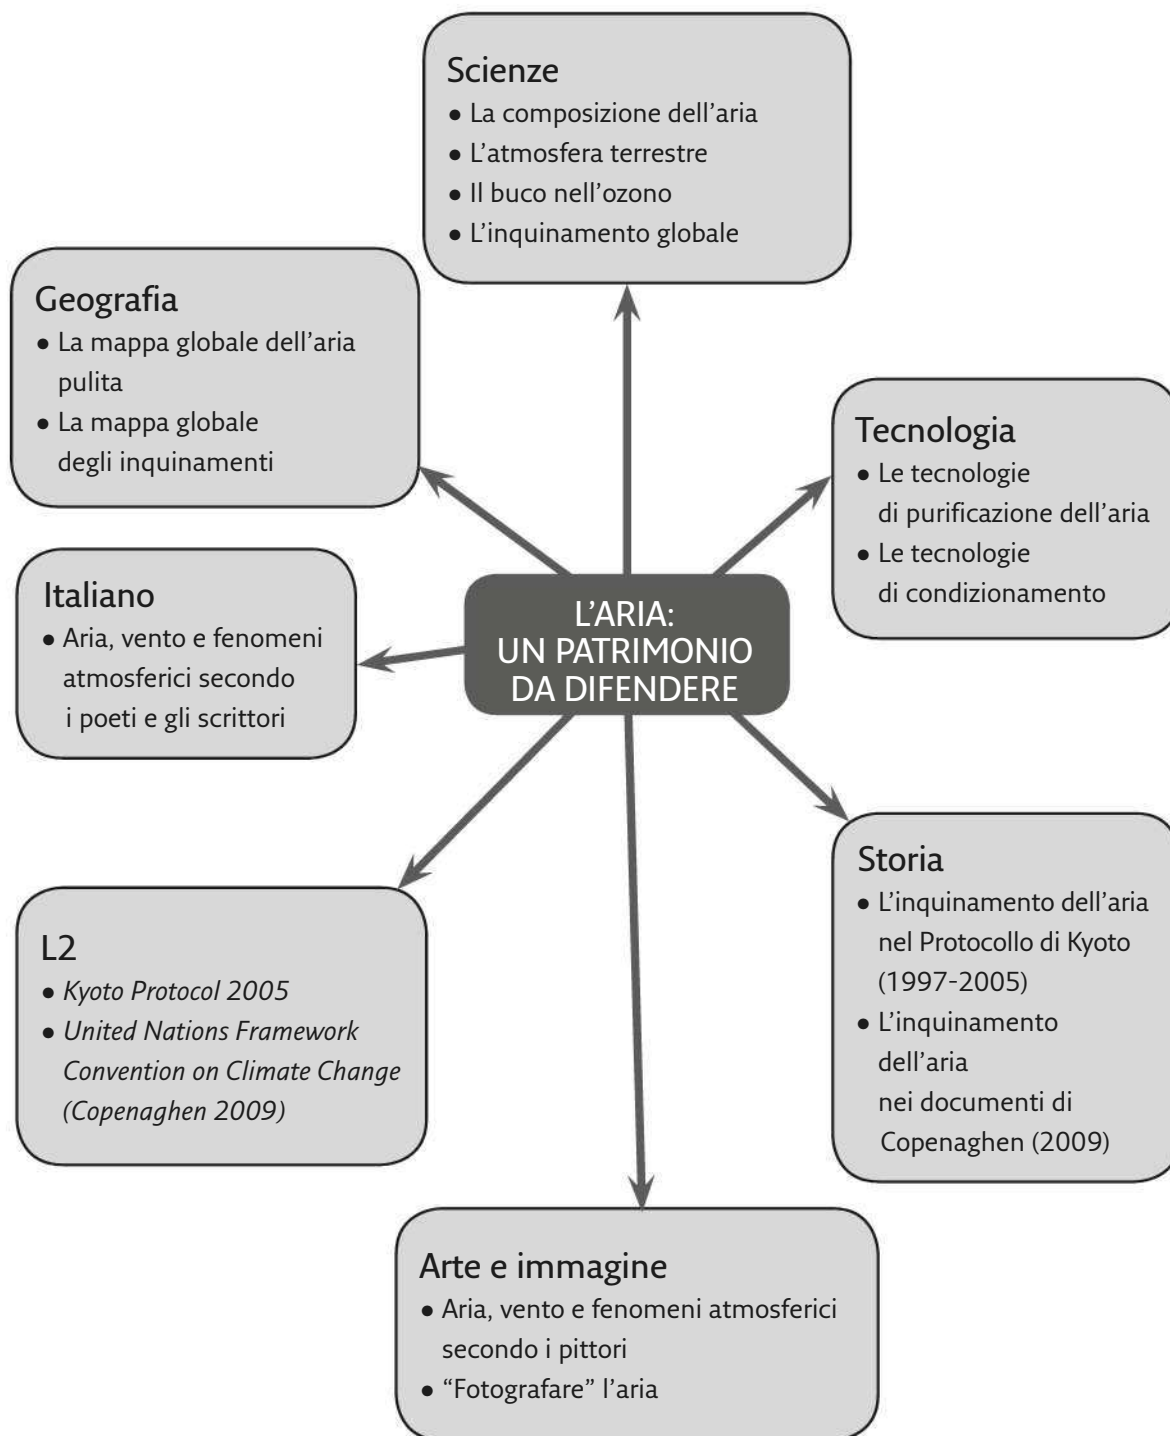 Scienze
● La composizione dell’aria
● L’atmosfera terrestre
● Il buco nell’ozono
● L’inquinamento globale
Geografia
● La mappa globale dell’aria
pulita
● La mappa globale
degli inquinamenti
Tecnologia
● Le tecnologie
di purificazione dell’aria
● Le tecnologie
di condizionamento
Italiano
● Aria, vento e fenomeni
atmosferici secondo
i poeti e gli scrittori
L’ARIA:
UN PATRIMONIO
DA DIFENDERE
L2
● Kyoto Protocol 2005
● United Nations Framework
Convention on Climate Change
(Copenaghen 2009)
Storia
● L’inquinamento dell’aria
nel Protocollo di Kyoto
(1997-2005)
● L’inquinamento
dell’aria
nei documenti di
Copenaghen (2009)
Arte e immagine
● Aria, vento e fenomeni atmosferici
secondo i pittori
● “Fotografare” l’aria